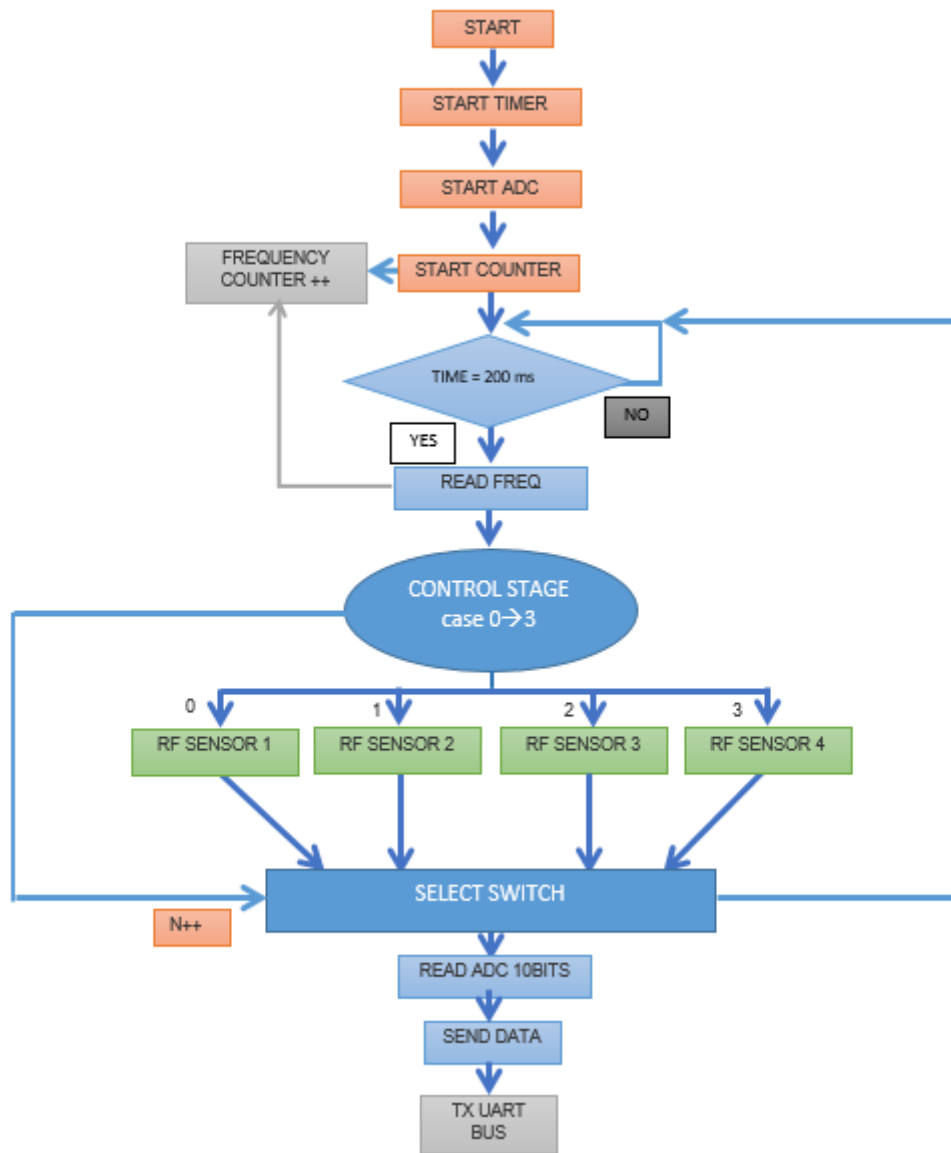 START
START TIMER
START ADC
FREQUENCY
COUNTER ++
START COUNTER
TIME = 200 ms
NO
YES
READ FREQ
CONTROL STAGE
case 0→3
0
1
2
3
RF SENSOR 1
RF SENSOR 2
RF SENSOR 3
RF SENSOR 4
SELECT SWITCH
N++
READ ADC 10BITS
SEND DATA
TX UART
BUS